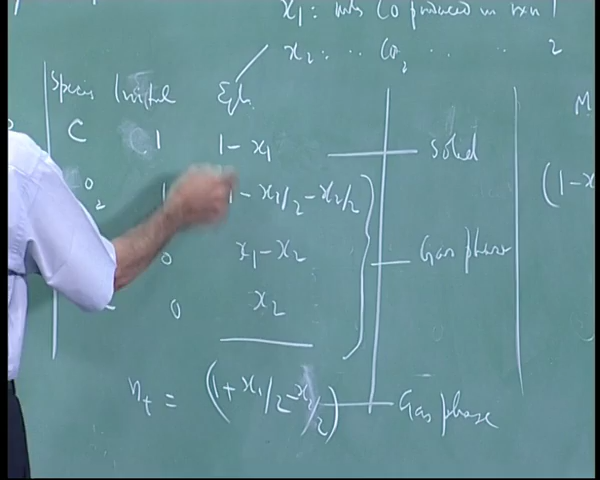 x₁ : mols CO produced in rxn 1
x₂ : .. CO₂ .. .. 2
Species Initial Eqb.
C 1 1 - x₁ Solid
O₂ 1 1 - x₁/2 - x₂/2 (1-x
0 x₁ - x₂ Gas phase
0 x₂
nₜ = (1 + x₁/2 - x₂/2) Gas phase
M